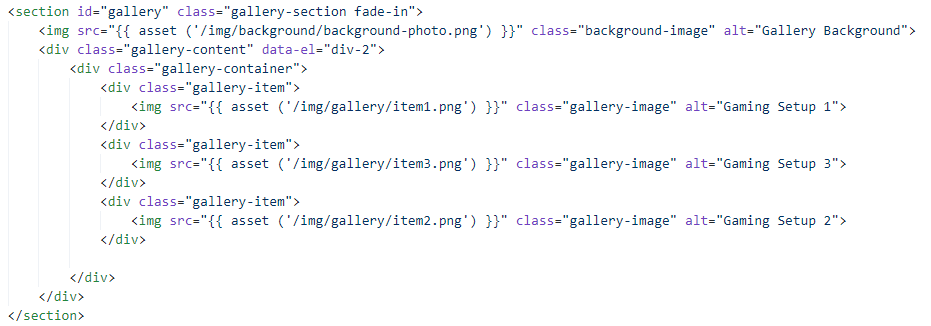 <section id="gallery" class="gallery-section fade-in">
    <img src="{{ asset ('/img/background/background-photo.png') }}" class="background-image" alt="Gallery Background">
    <div class="gallery-content" data-el="div-2">
        <div class="gallery-container">
            <div class="gallery-item">
                <img src="{{ asset ('/img/gallery/item1.png') }}" class="gallery-image" alt="Gaming Setup 1">
            </div>
            <div class="gallery-item">
                <img src="{{ asset ('/img/gallery/item3.png') }}" class="gallery-image" alt="Gaming Setup 3">
            </div>
            <div class="gallery-item">
                <img src="{{ asset ('/img/gallery/item2.png') }}" class="gallery-image" alt="Gaming Setup 2">
            </div>

        </div>
    </div>
</section>